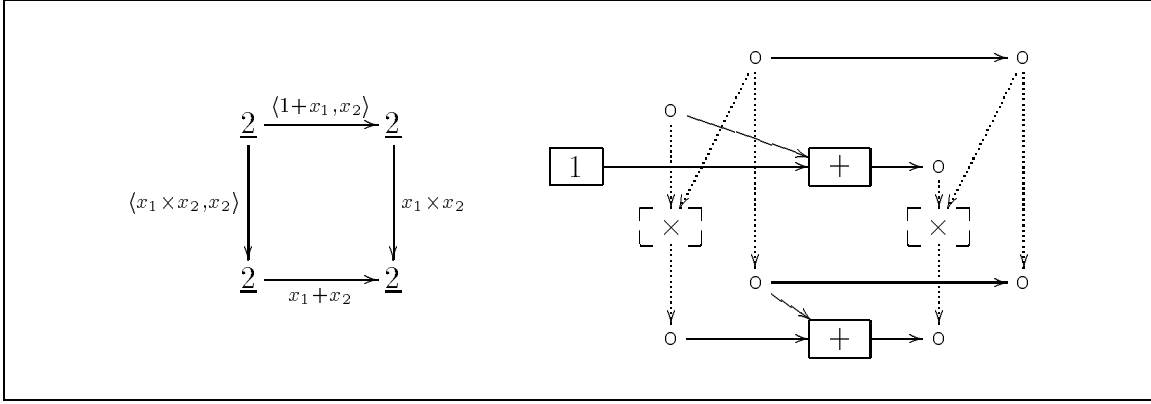 ⟨1+x₁,x₂⟩
2 2
⟨x₁×x₂,x₂⟩ x₁×x₂
2 2
x₁+x₂
o o
o
1 + o
× ×
o o
o + o